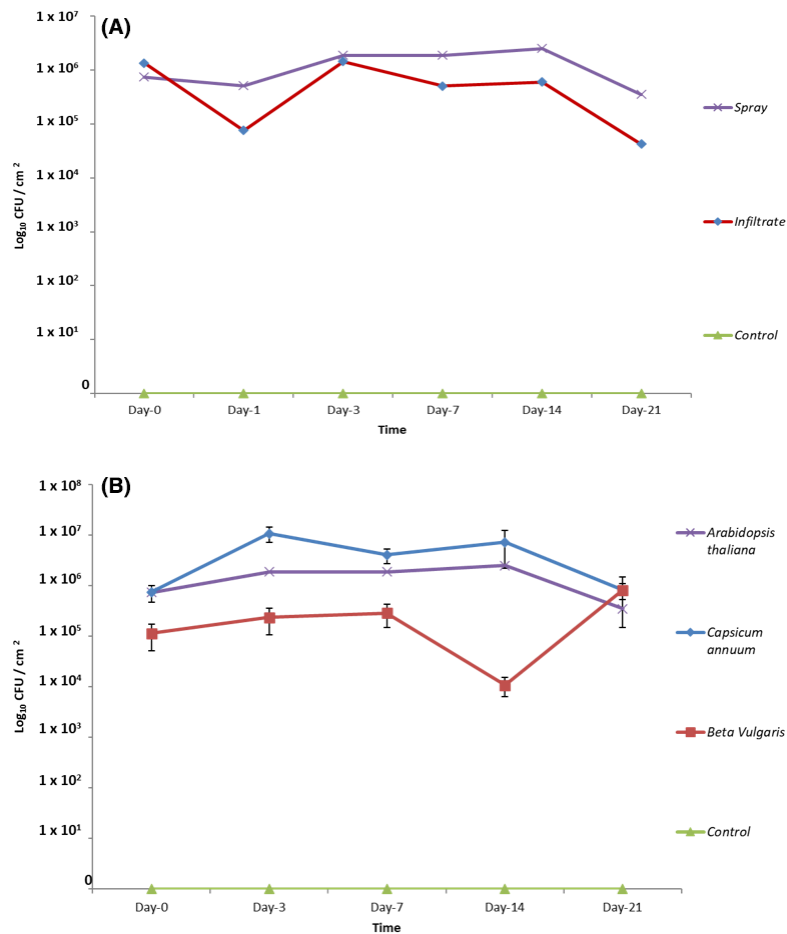 (A)
1 x 10⁷
1 x 10⁶
1 x 10⁵
1 x 10⁴
1 x 10³
1 x 10²
1 x 10¹
0
Log₁₀ CFU / cm ²
Day-0 Day-1 Day-3 Day-7 Day-14 Day-21
Time
Spray
Infiltrate
Control
(B)
1 x 10⁸
1 x 10⁷
1 x 10⁶
1 x 10⁵
1 x 10⁴
1 x 10³
1 x 10²
1 x 10¹
0
Log₁₀ CFU / cm ²
Day-0 Day-3 Day-7 Day-14 Day-21
Time
Arabidopsis
thaliana
Capsicum
annuum
Beta Vulgaris
Control